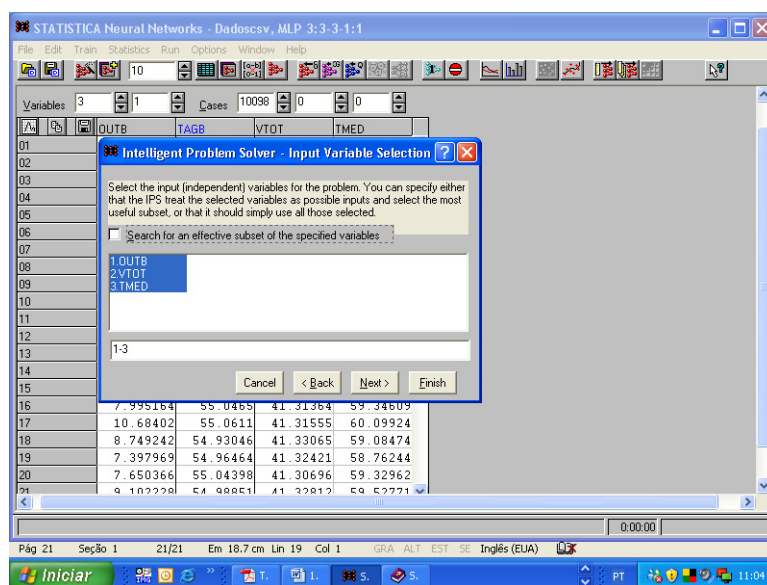 STATISTICA Neural Networks - Dadoscsv, MLP 3:3-3-1:1
File Edit Train Statistics Run Options Window Help
10
Variables 3 1 Cases 10098 0 0
OUTB TAGB VTOT TMED
01
02
03
04
05
06
07
08
09
10
11
12
13
14
15
Intelligent Problem Solver - Input Variable Selection
Select the input (independent) variables for the problem. You can specify either
that the IPS treat the selected variables as possible inputs and select the most
useful subset, or that it should simply use all those selected.
Search for an effective subset of the specified variables
1.OUTB
2.VTOT
3.TMED
1-3
Cancel < Back Next > Finish
16 7.995164 55.0465 41.31364 59.34609
17 10.68402 55.0611 41.31555 60.09924
18 8.749242 54.93046 41.33065 59.08474
19 7.397969 54.96464 41.32421 58.76244
20 7.650366 55.04398 41.30696 59.32962
21 9.102228 54.98851 41.32812 59.52771
0:00:00
Pág 21 Seção 1 21/21 Em 18.7 cm Lin 19 Col 1 GRA ALT EST SE Inglês (EUA)
Iniciar T. 1. S. S. PT 11:04